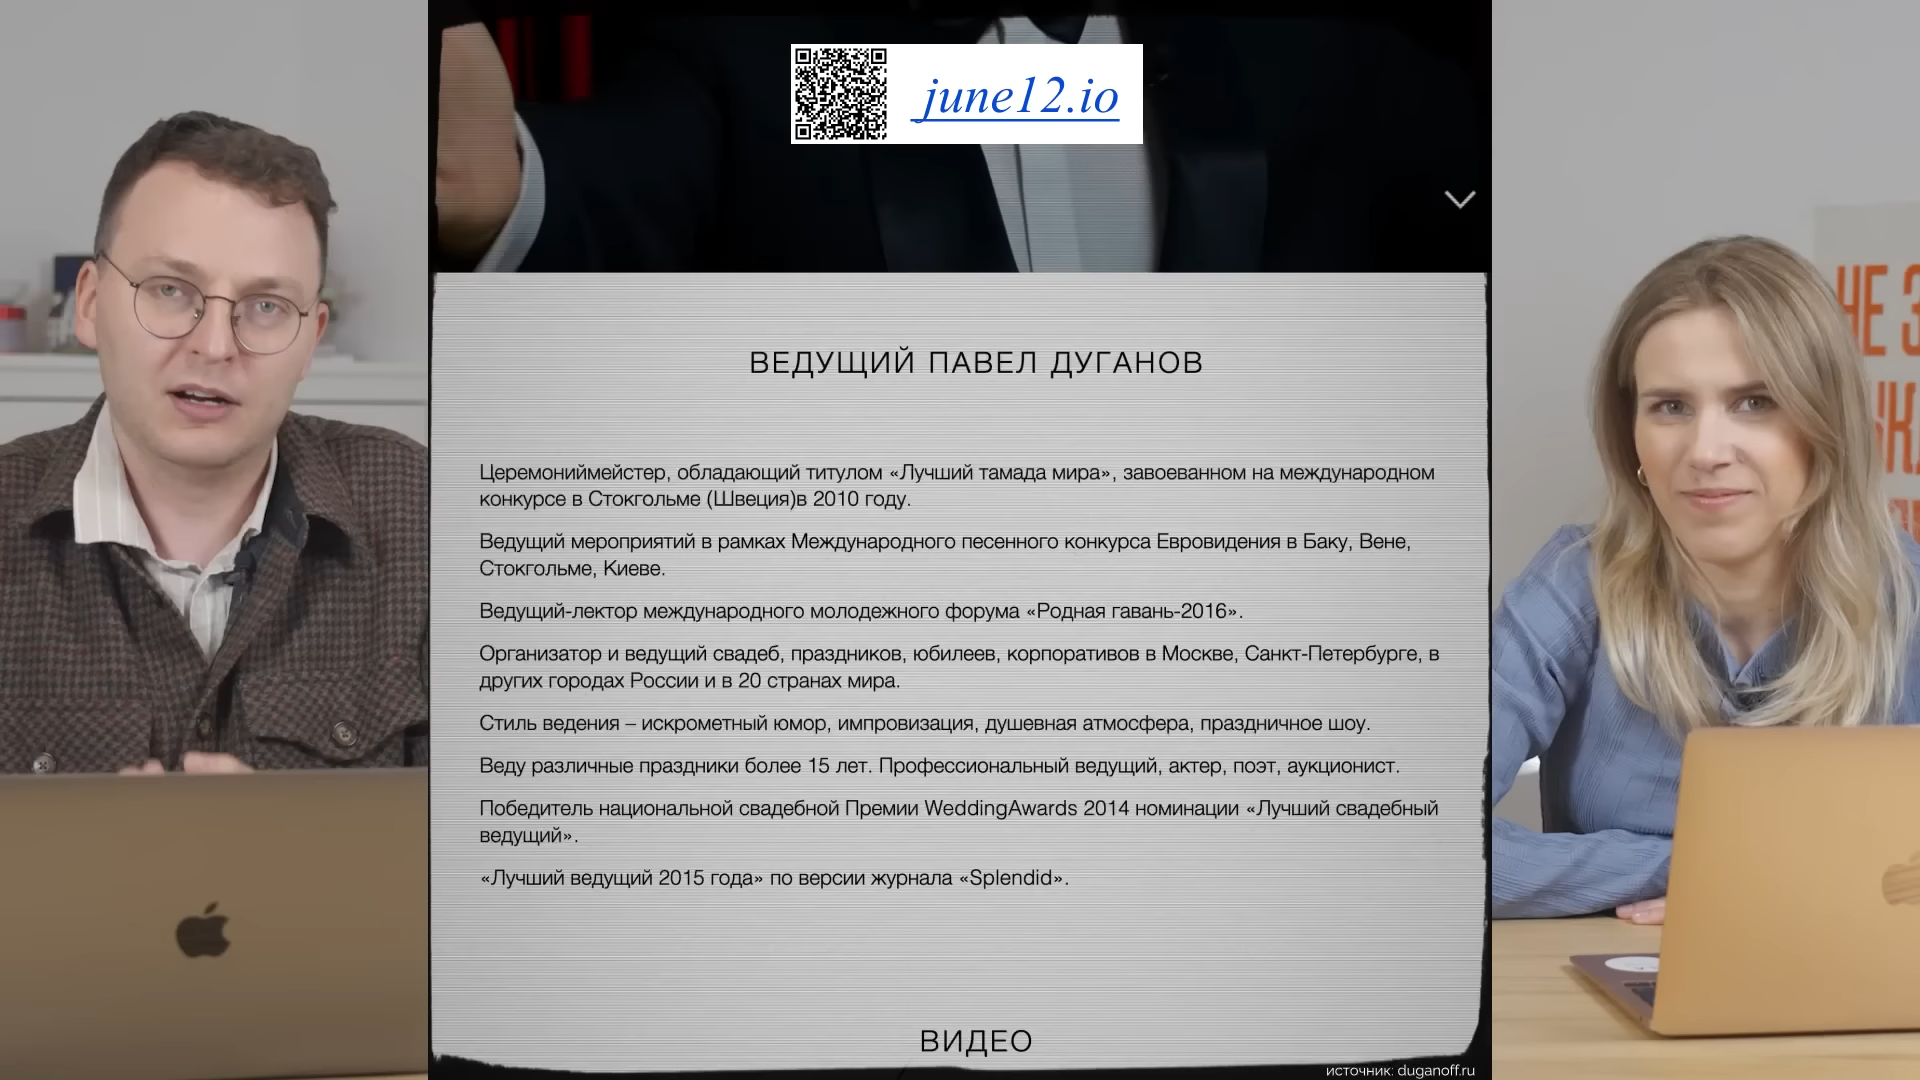 june12.io
ВЕДУЩИЙ ПАВЕЛ ДУГАНОВ
Церемониймейстер, обладающий титулом «Лучший тамада мира», завоеванном на международном
конкурсе в Стокгольме (Швеция)в 2010 году.
Ведущий мероприятий в рамках Международного песенного конкурса Евровидения в Баку, Вене,
Стокгольме, Киеве.
Ведущий-лектор международного молодежного форума «Родная гавань-2016».
Организатор и ведущий свадеб, праздников, юбилеев, корпоративов в Москве, Санкт-Петербурге, в
других городах России и в 20 странах мира.
Стиль ведения – искрометный юмор, импровизация, душевная атмосфера, праздничное шоу.
Веду различные праздники более 15 лет. Профессиональный ведущий, актер, поэт, аукционист.
Победитель национальной свадебной Премии WeddingAwards 2014 номинации «Лучший свадебный
ведущий».
«Лучший ведущий 2015 года» по версии журнала «Splendid».
ВИДЕО
источник: duganoff.ru
НЕ З